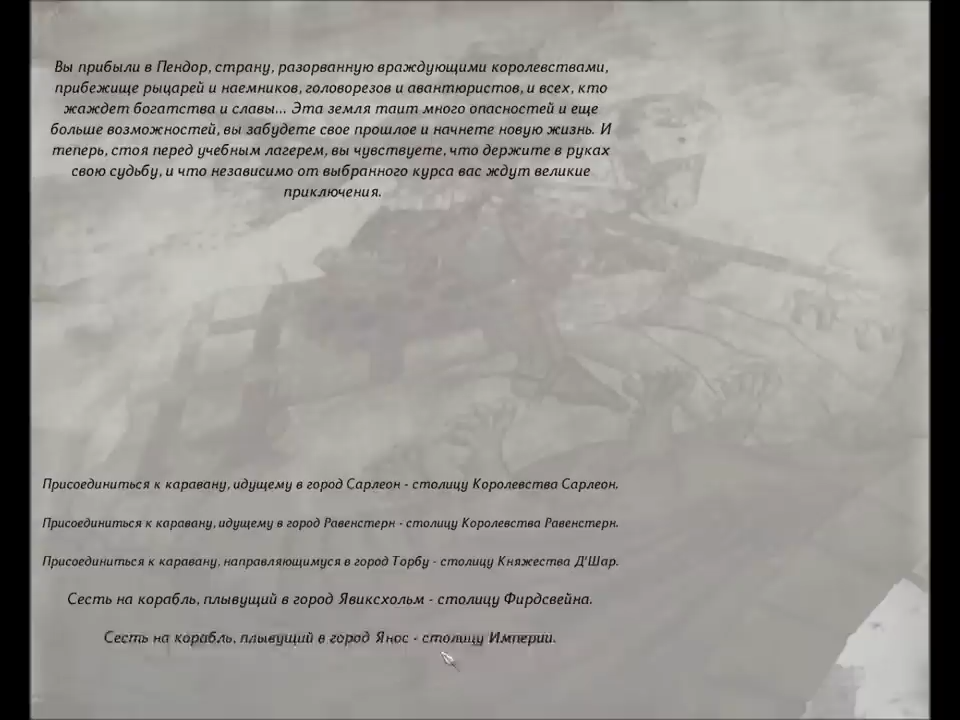 Вы прибыли в Пендор, страну, разорванную враждующими королевствами,
прибежище рыцарей и наемников, головорезов и авантюристов, и всех, кто
жаждет богатства и славы... Эта земля таит много опасностей и еще
больше возможностей, вы забудете свое прошлое и начнете новую жизнь. И
теперь, стоя перед учебным лагерем, вы чувствуете, что держите в руках
свою судьбу, и что независимо от выбранного курса вас ждут великие
приключения.
Присоединиться к каравану, идущему в город Сарлеон - столицу Королевства Сарлеон.
Присоединиться к каравану, идущему в город Равенстерн - столицу Королевства Равенстерн.
Присоединиться к каравану, направляющимуся в город Торбу - столицу Княжества Д'Шар.
Сесть на корабль, плывущий в город Явиксхольм - столицу Фирдсвейна.
Сесть на корабль, плывущий в город Янос - столицу Империи.